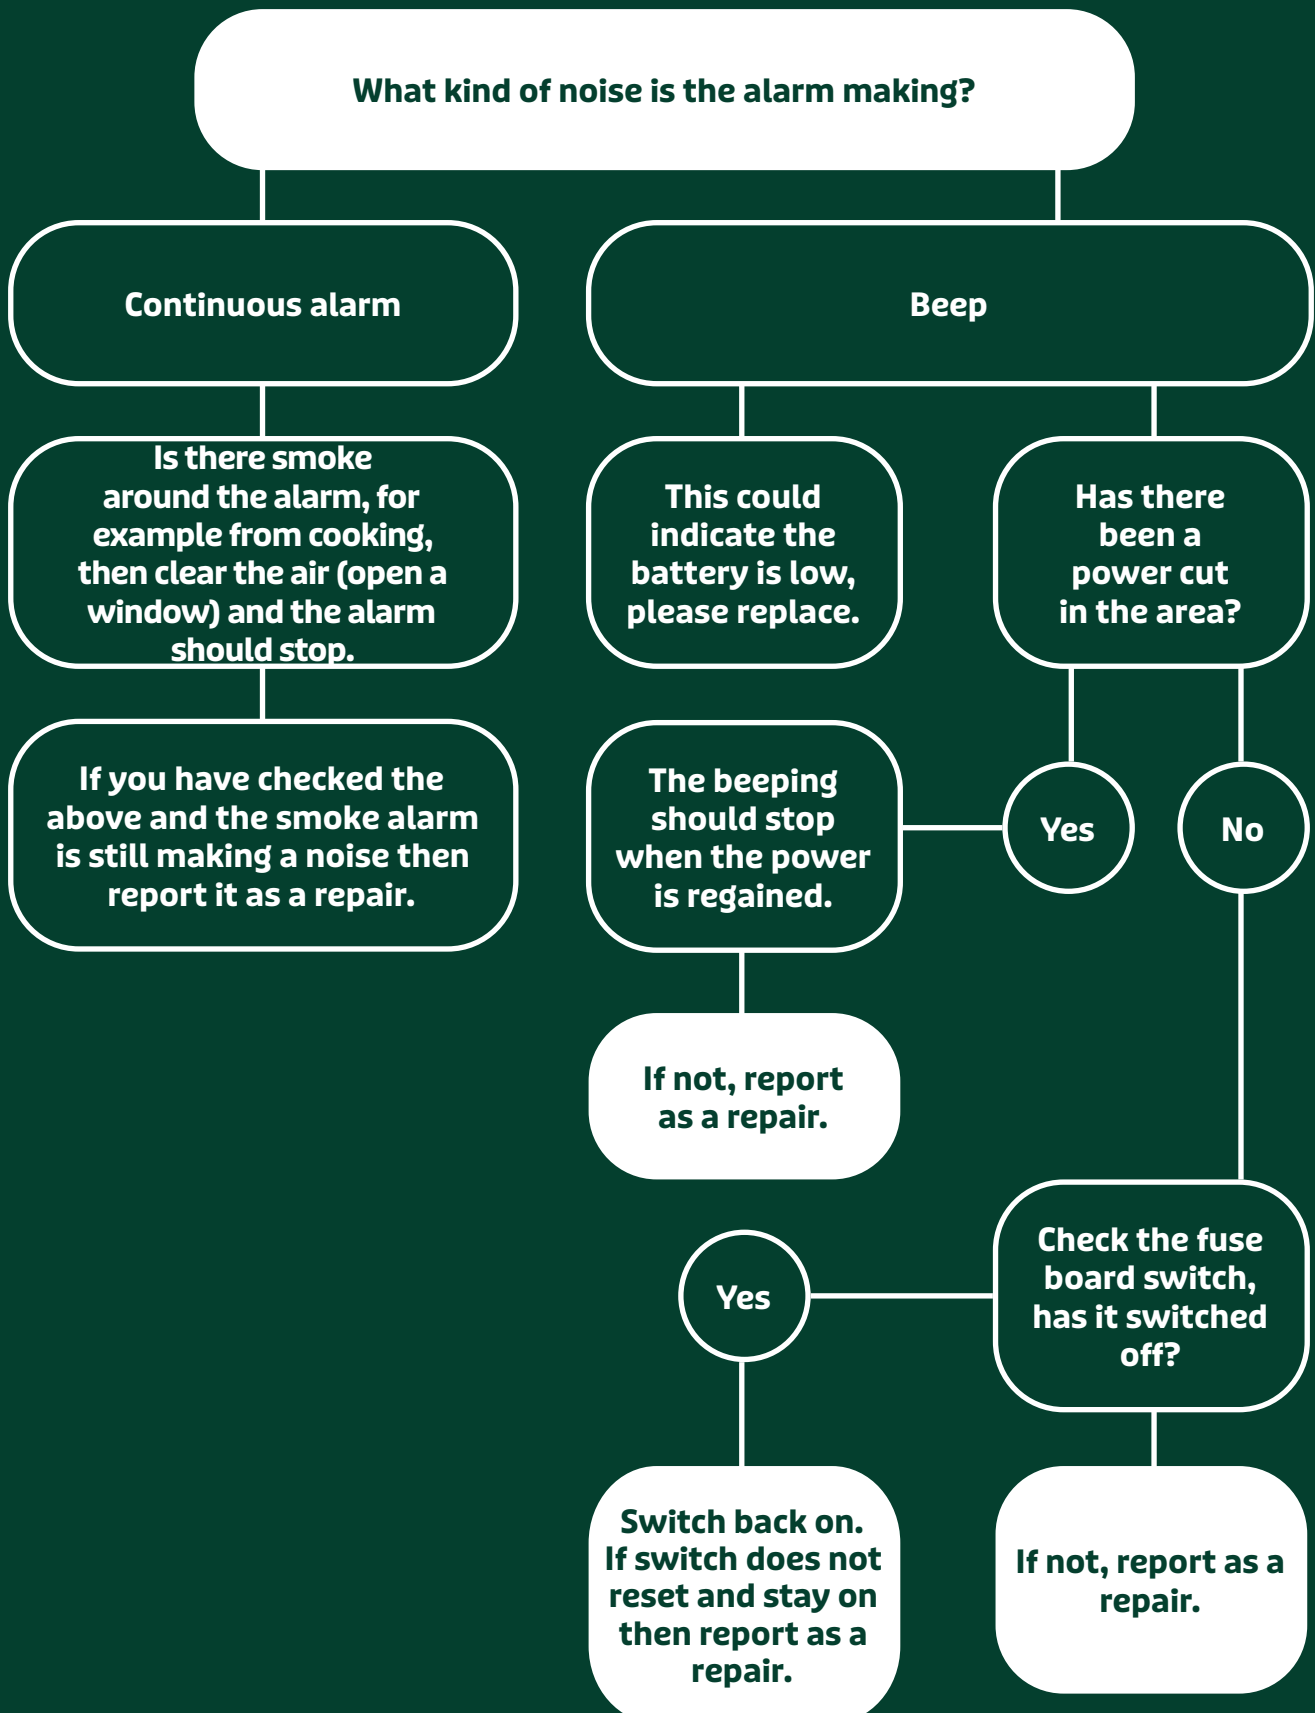 What kind of noise is the alarm making?
Continuous alarm
Beep
Is there smoke
around the alarm, for
example from cooking,
then clear the air (open a
window) and the alarm
should stop.
This could
indicate the
battery is low,
please replace.
Has there
been a
power cut
in the area?
If you have checked the
above and the smoke alarm
is still making a noise then
report it as a repair.
The beeping
should stop
when the power
is regained.
Yes
No
If not, report
as a repair.
Check the fuse
board switch,
has it switched
off?
Yes
Switch back on.
If switch does not
reset and stay on
then report as a
repair.
If not, report as a
repair.